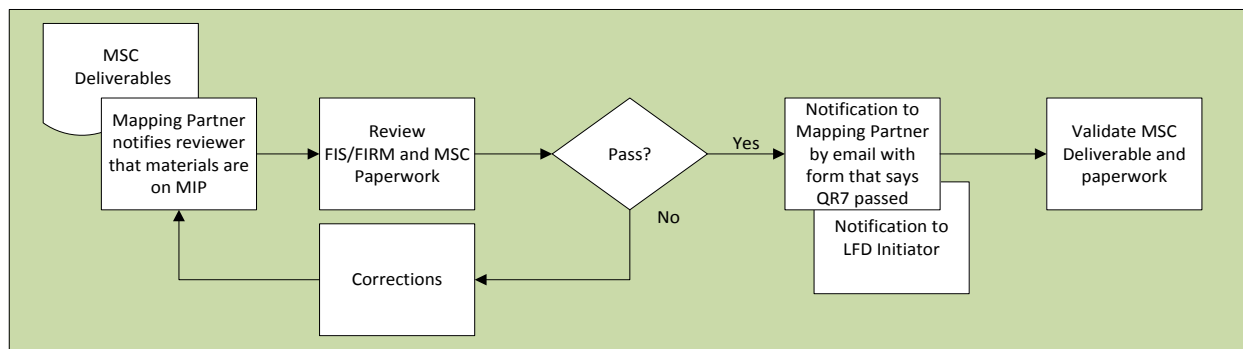 MSC
Deliverables
Mapping Partner
notifies reviewer
that materials are
on MIP
Review
FIS/FIRM and MSC
Paperwork
Pass?
Yes
No
Notification to
Mapping Partner
by email with
form that says
QR7 passed
Notification to
LFD Initiator
Validate MSC
Deliverable and
paperwork
Corrections